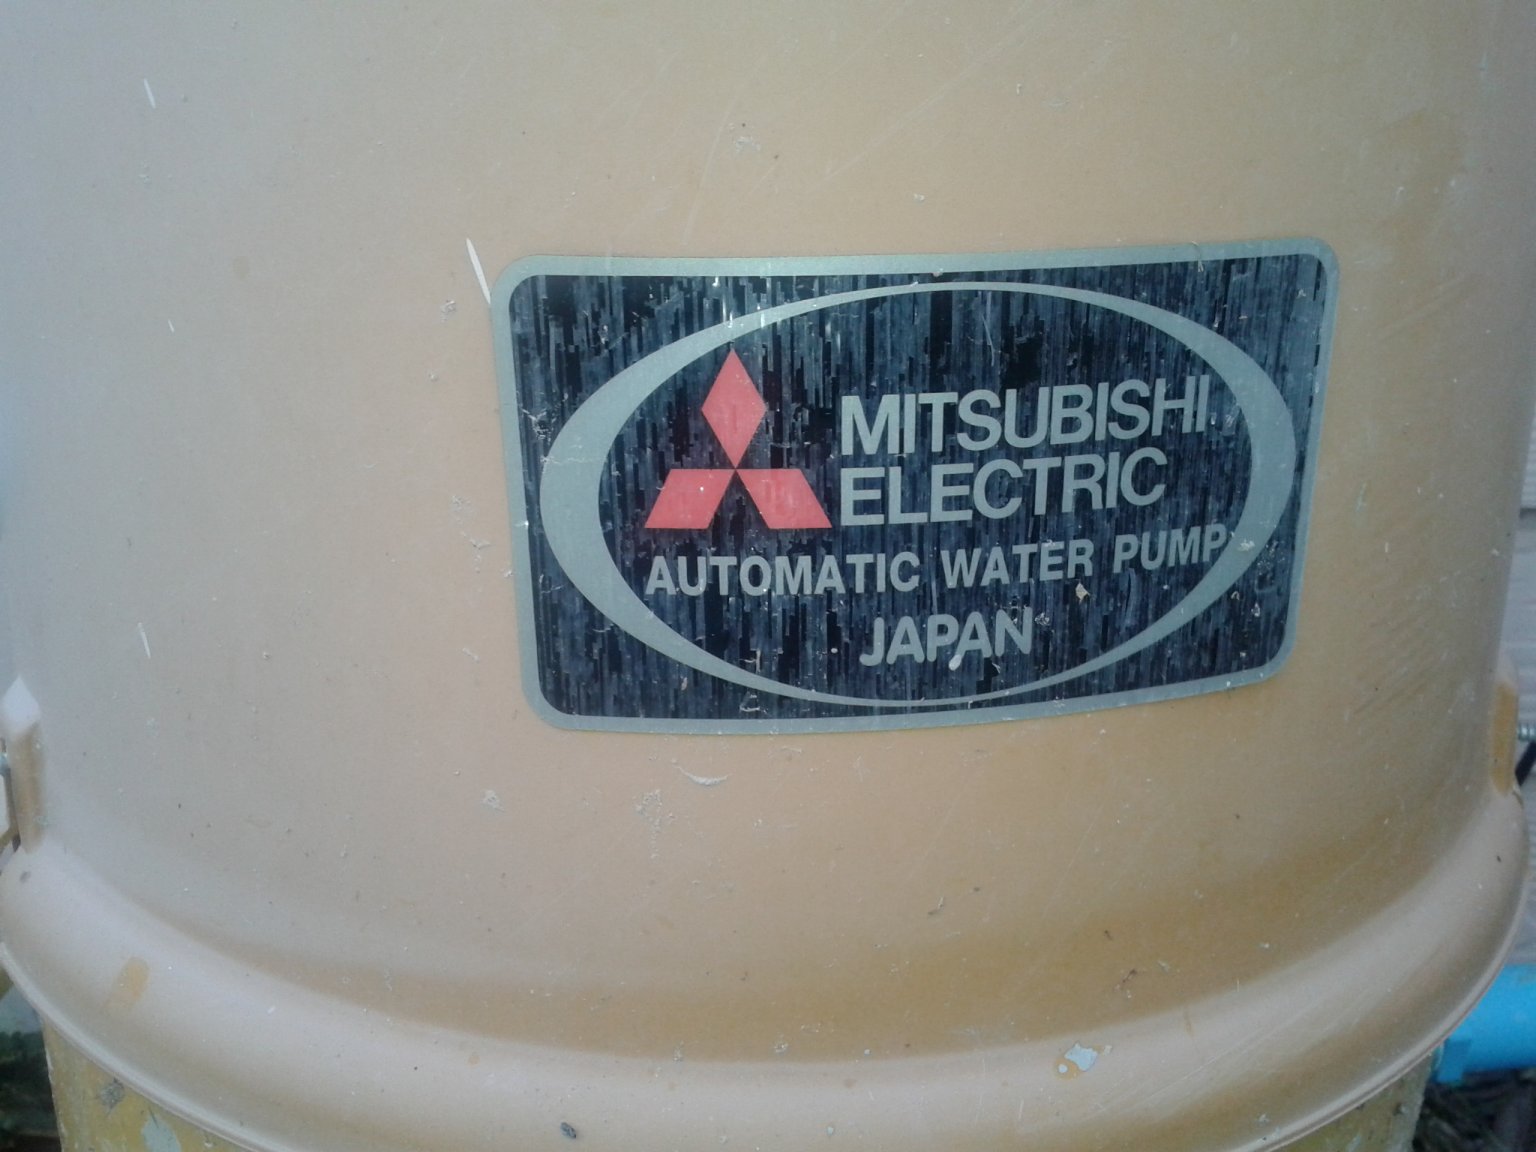 MITSUBISHI
ELECTRIC
AUTOMATIC WATER PUMP
JAPAN